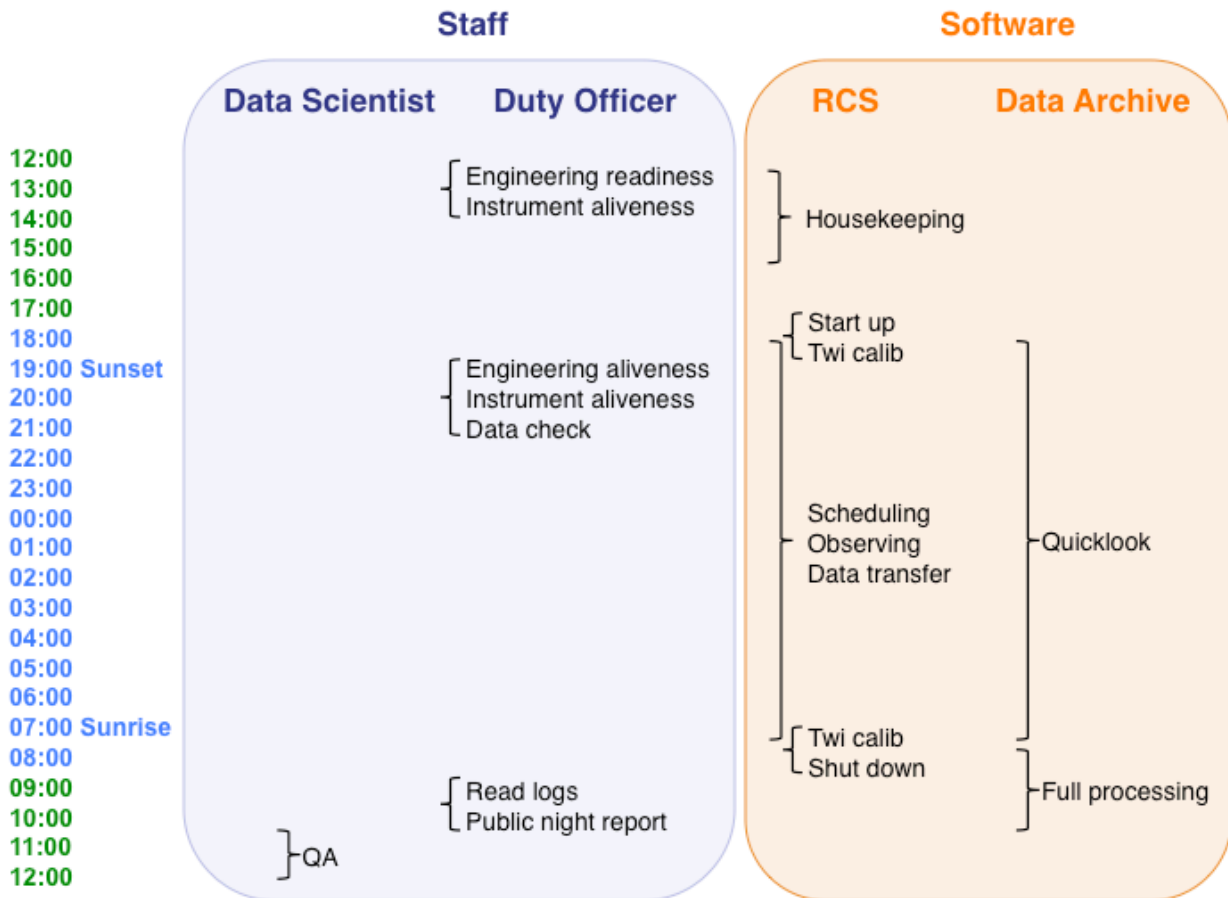 Staff
Software
Data Scientist
Duty Officer
RCS
Data Archive
12:00
13:00
14:00
15:00
16:00
17:00
18:00
19:00 Sunset
20:00
21:00
22:00
23:00
00:00
01:00
02:00
03:00
04:00
05:00
06:00
07:00 Sunrise
08:00
09:00
10:00
11:00
12:00
QA
Engineering readiness
Instrument aliveness
Engineering aliveness
Instrument aliveness
Data check
Read logs
Public night report
Housekeeping
Start up
Twi calib
Scheduling
Observing
Data transfer
Twi calib
Shut down
Quicklook
Full processing